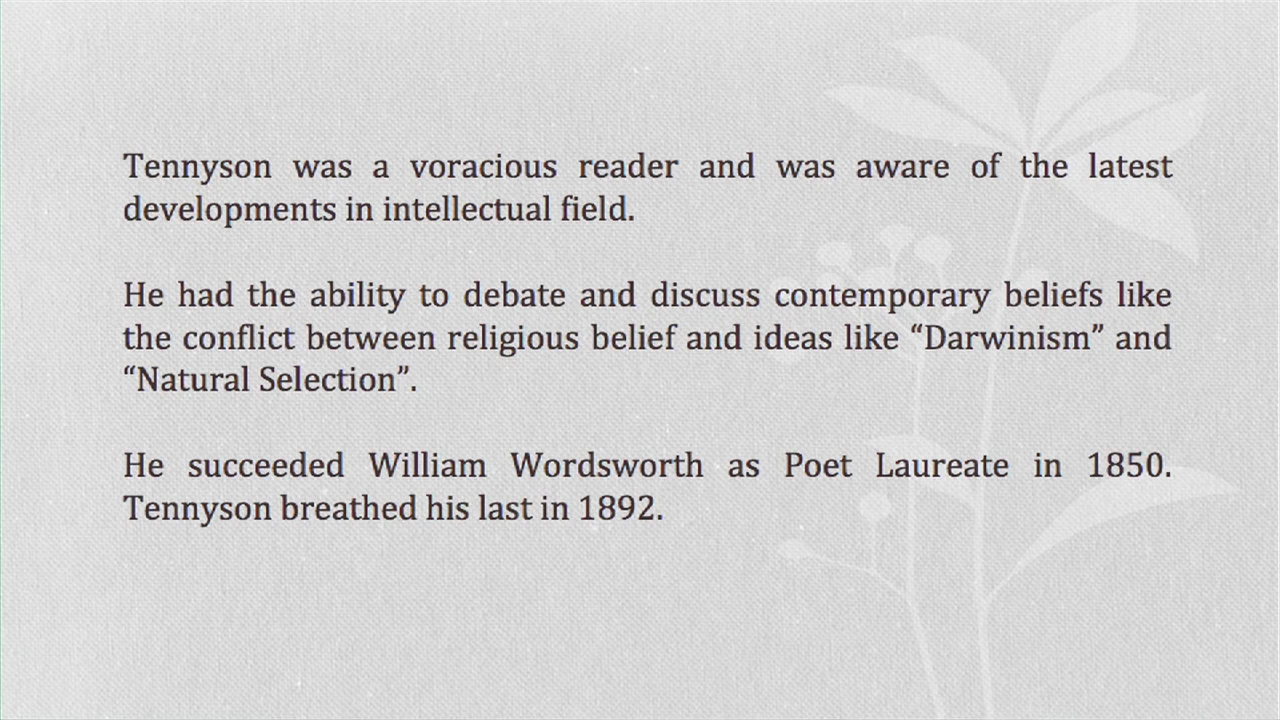 Tennyson was a voracious reader and was aware of the latest
developments in intellectual field.
He had the ability to debate and discuss contemporary beliefs like
the conflict between religious belief and ideas like “Darwinism” and
“Natural Selection”.
He succeeded William Wordsworth as Poet Laureate in 1850.
Tennyson breathed his last in 1892.